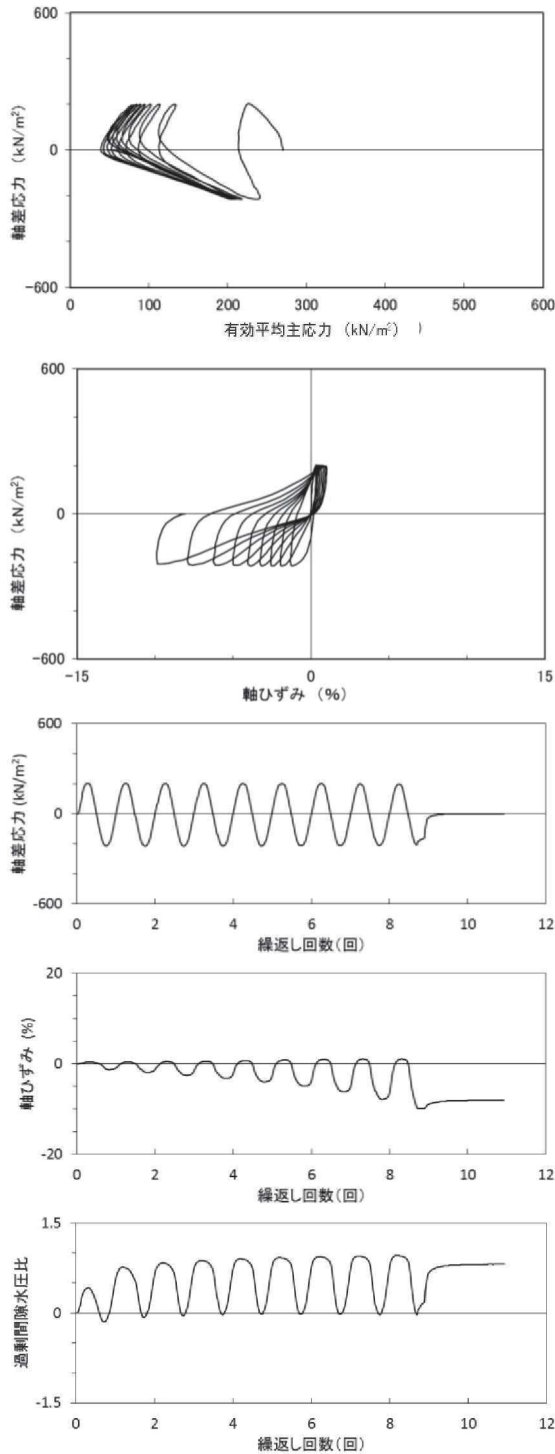 600
0
-600
軸差応力 (kN/m²)
0 100 200 300 400 500 600
有効平均主応力 (kN/m²) )
600
0
-600
軸差応力 (kN/m²)
-15 0 15
軸ひずみ (%)
600
0
-600
軸差応力 (kN/m²)
0 2 4 6 8 10 12
繰返し回数(回)
20
0
-20
軸ひずみ (%)
0 2 4 6 8 10 12
繰返し回数(回)
1.5
0
-1.5
過剰間隙水圧比
0 2 4 6 8 10 12
繰返し回数(回)